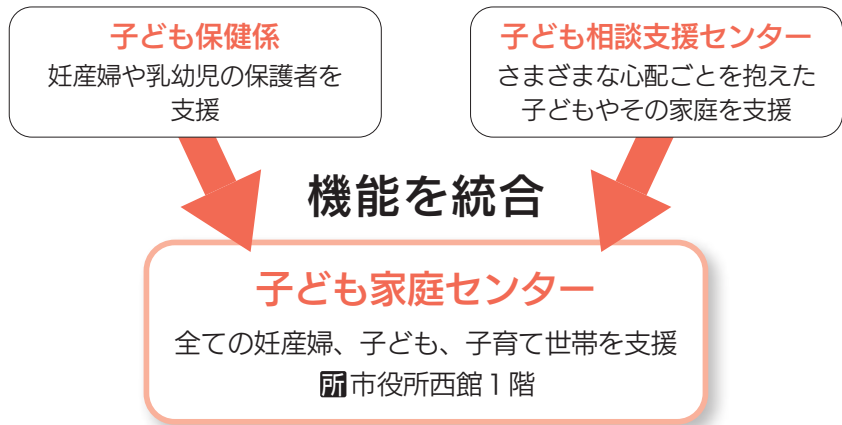 子ども保健係
妊産婦や乳幼児の保護者を
支援
子ども相談支援センター
さまざまな心配ごとを抱えた
子どもやその家庭を支援
機能を統合
子ども家庭センター
全ての妊産婦、子ども、子育て世帯を支援
所市役所西館1階